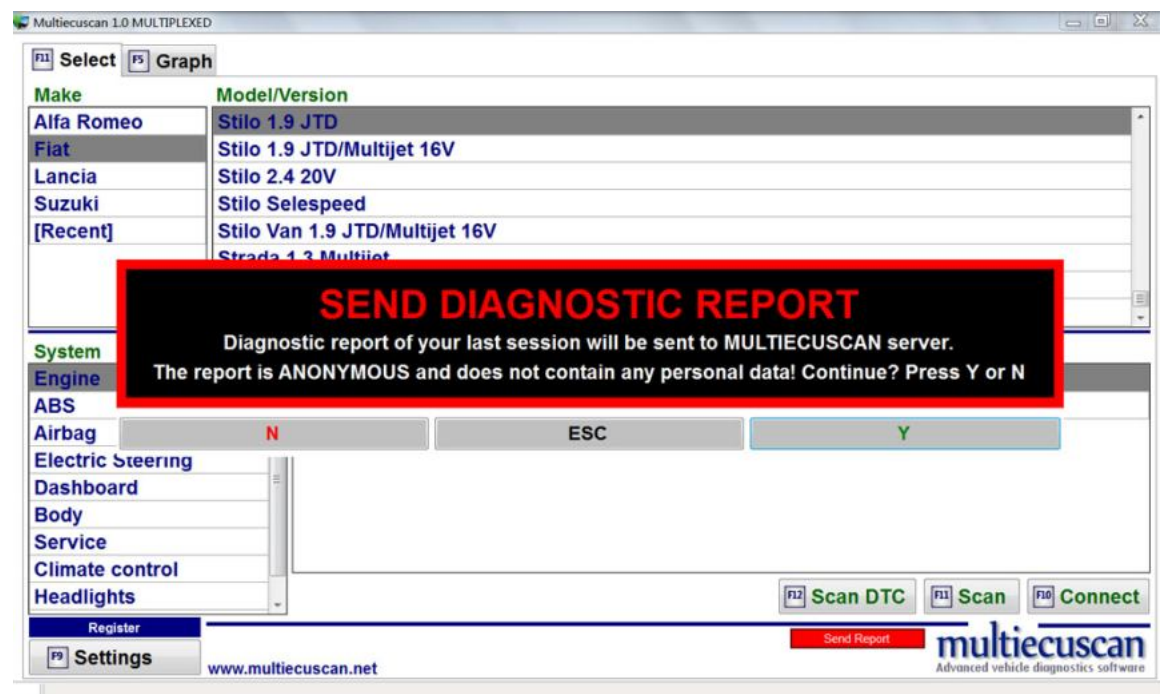 Multiecuscan 1.0 MULTIPLEXED
F11 Select F5 Graph
Make
Model/Version
Alfa Romeo
Fiat
Lancia
Suzuki
[Recent]
Stilo 1.9 JTD
Stilo 1.9 JTD/Multijet 16V
Stilo 2.4 20V
Stilo Selespeed
Stilo Van 1.9 JTD/Multijet 16V
Strada 1.3 Multijet
SEND DIAGNOSTIC REPORT
Diagnostic report of your last session will be sent to MULTIECUSCAN server.
The report is ANONYMOUS and does not contain any personal data! Continue? Press Y or N
N ESC Y
System
Engine
ABS
Airbag
Electric Steering
Dashboard
Body
Service
Climate control
Headlights
F12 Scan DTC F11 Scan F10 Connect
Register
F9 Settings
www.multiecuscan.net
Send Report
multiecuscan
Advanced vehicle diagnostics software